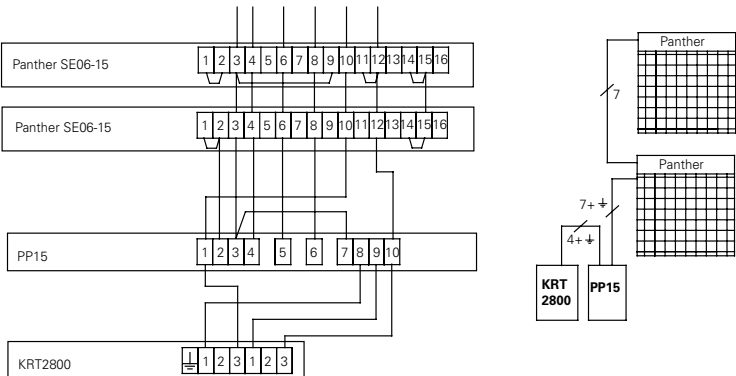 Panther SE06-15 1 2 3 4 5 6 7 8 9 10 11 12 13 14 15 16
Panther SE06-15 1 2 3 4 5 6 7 8 9 10 11 12 13 14 15 16
PP15 1 2 3 4 5 6 7 8 9 10
KRT2800 1 2 3 1 2 3
Panther
7
Panther
7+
4+
KRT
2800
PP15